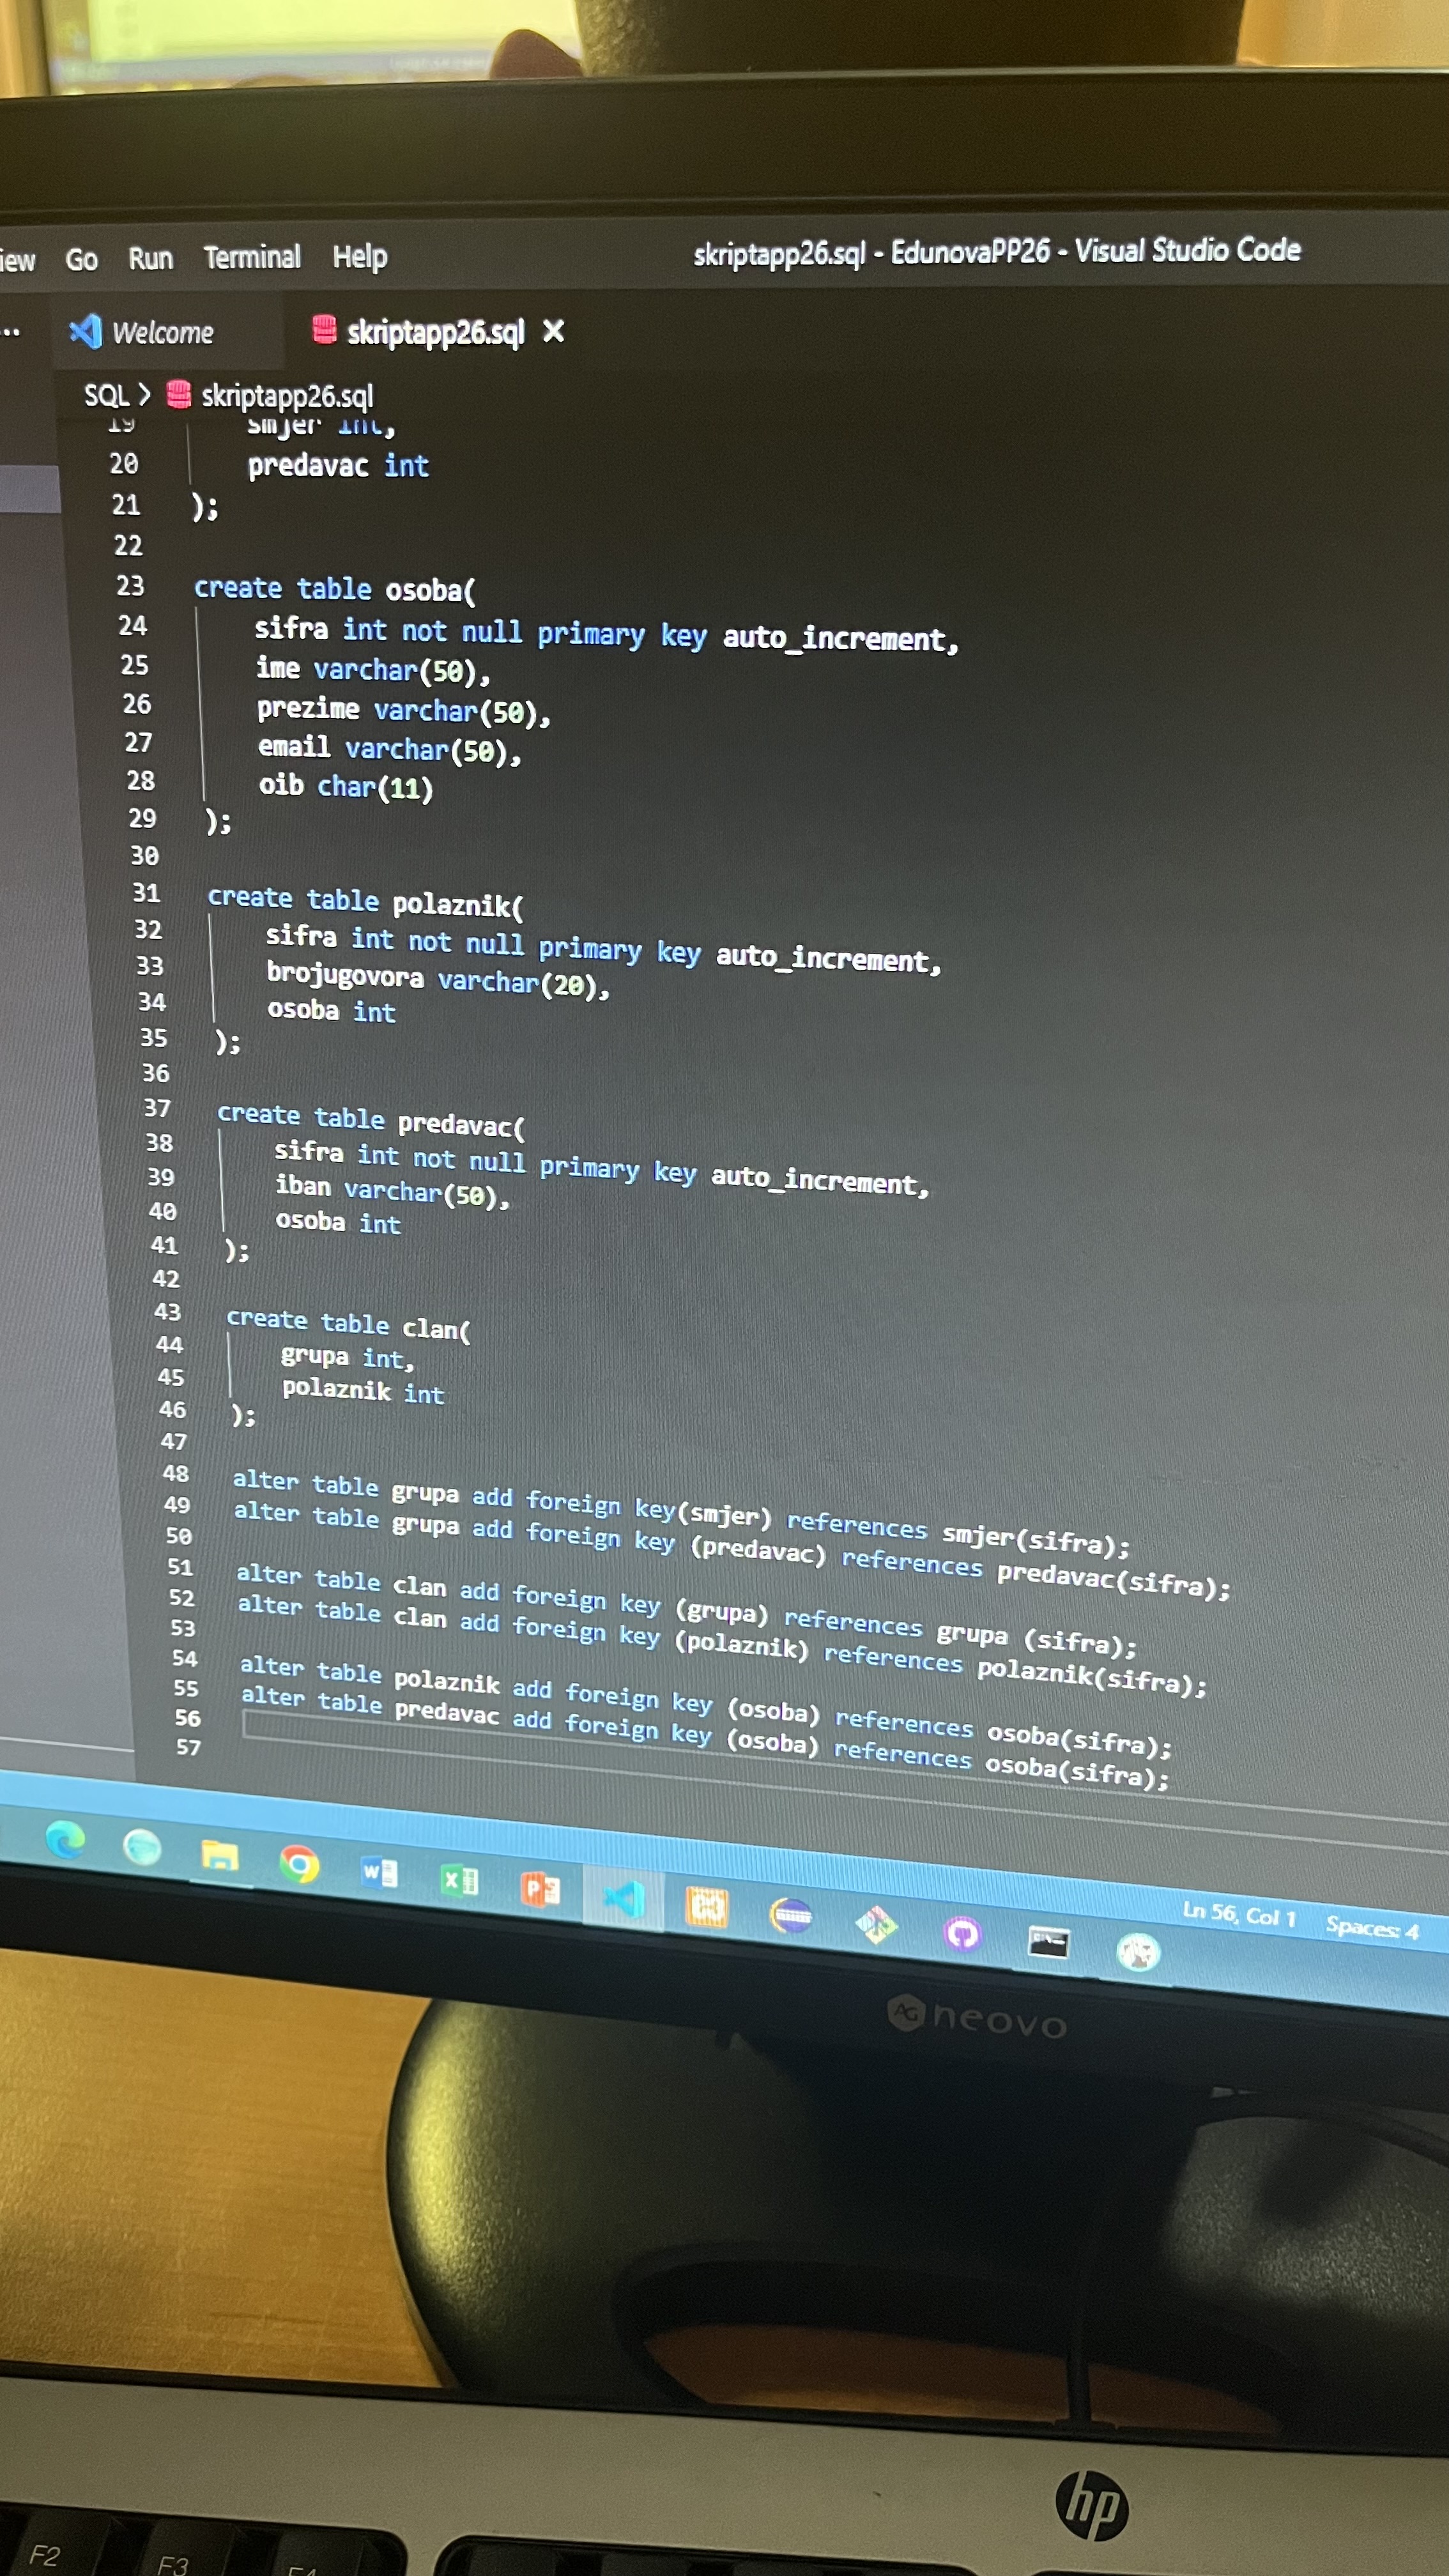 Go Run Terminal Help skriptapp26.sql - EdunovaPP26 - Visual Studio Code
... Welcome skriptapp26.sql ✕
SQL > skriptapp26.sql
19 smjer int,
20 predavac int
21 );
22
23 create table osoba(
24 sifra int not null primary key auto_increment,
25 ime varchar(50),
26 prezime varchar(50),
27 email varchar(50),
28 oib char(11)
29 );
30
31 create table polaznik(
32 sifra int not null primary key auto_increment,
33 brojugovora varchar(20),
34 osoba int
35 );
36
37 create table predavac(
38 sifra int not null primary key auto_increment,
39 iban varchar(50),
40 osoba int
41 );
42
43 create table clan(
44 grupa int,
45 polaznik int
46 );
47
48 alter table grupa add foreign key(smjer) references smjer(sifra);
49 alter table grupa add foreign key (predavac) references predavac(sifra);
50
51 alter table clan add foreign key (grupa) references grupa (sifra);
52 alter table clan add foreign key (polaznik) references polaznik(sifra);
53
54 alter table polaznik add foreign key (osoba) references osoba(sifra);
55 alter table predavac add foreign key (osoba) references osoba(sifra);
56
57
Ln 56, Col 1 Spaces: 4
AG neovo
hp
F2 F3 F4